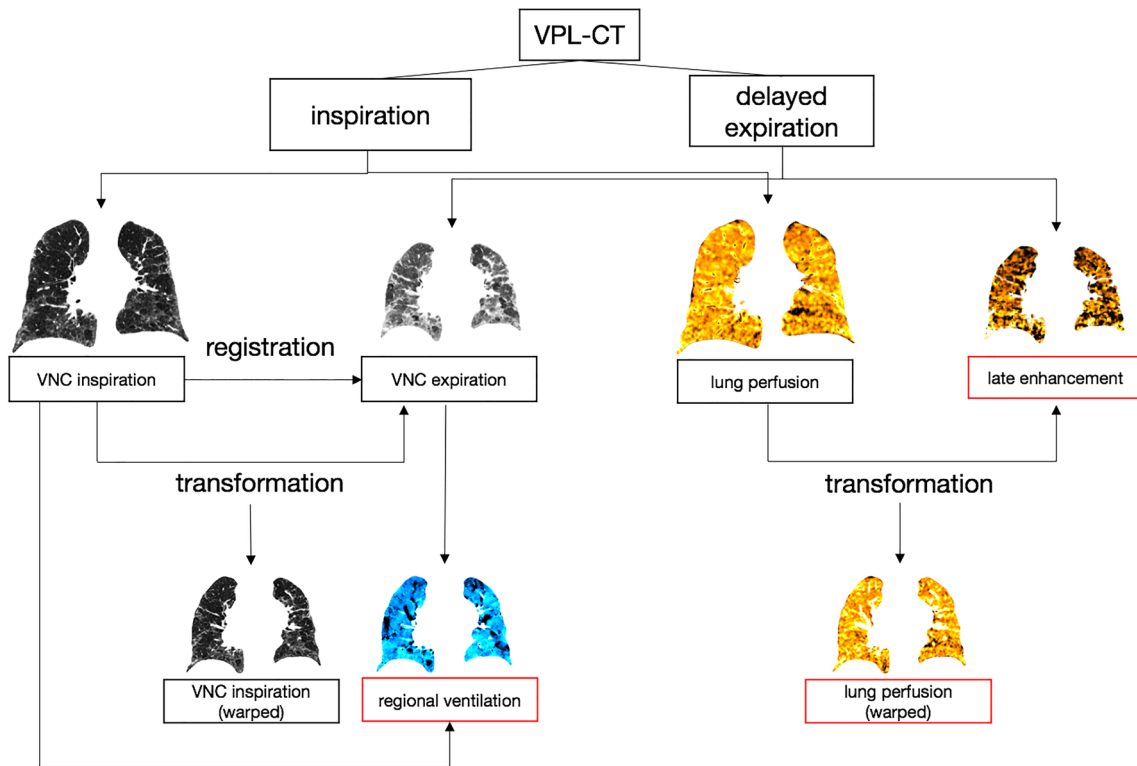 VPL-CT
inspiration
delayed
expiration
registration
VNC inspiration
VNC expiration
lung perfusion
late enhancement
transformation
transformation
VNC inspiration
(warped)
regional ventilation
lung perfusion
(warped)